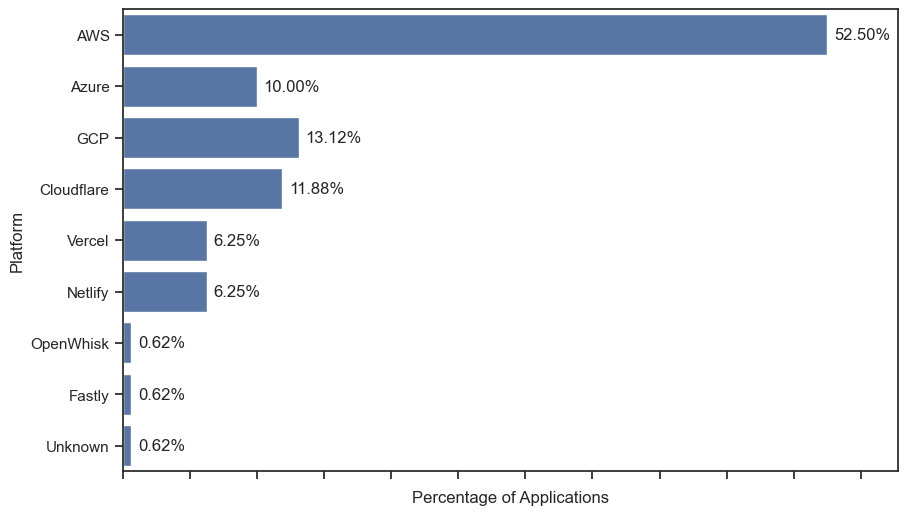 AWS 52.50%
Azure 10.00%
GCP 13.12%
Cloudflare 11.88%
Vercel 6.25%
Netlify 6.25%
OpenWhisk 0.62%
Fastly 0.62%
Unknown 0.62%
Platform
Percentage of Applications